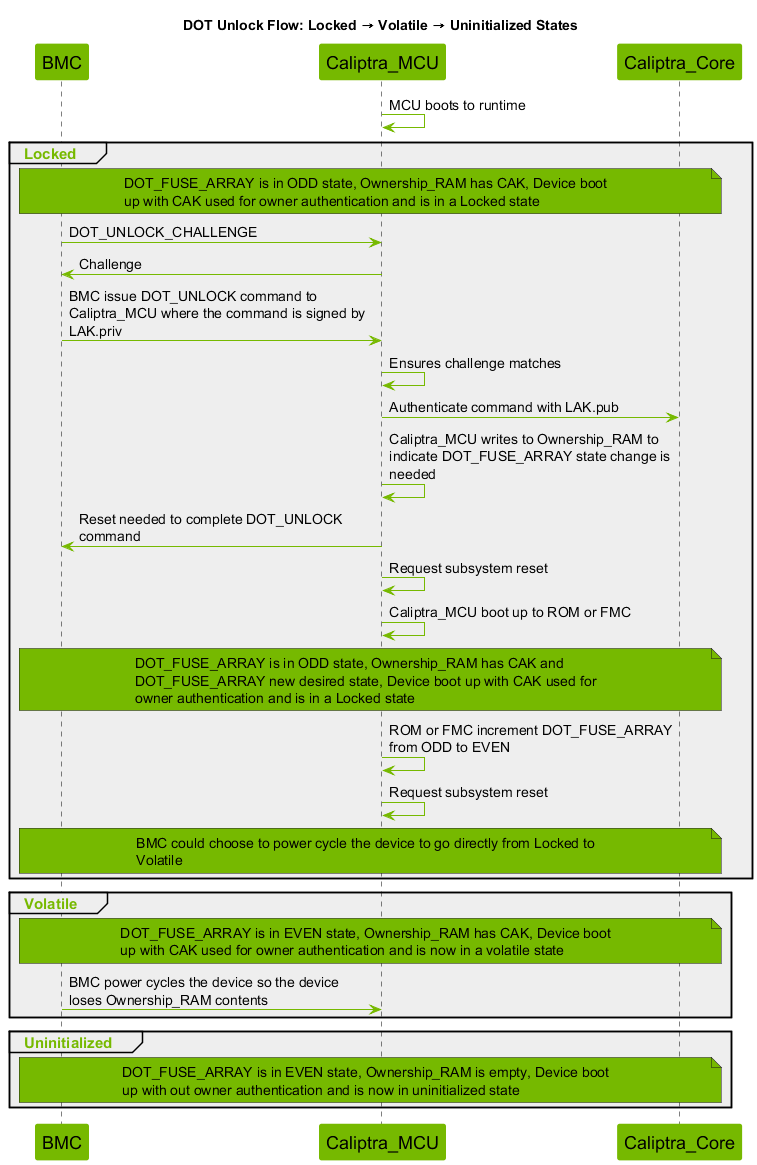 DOT Unlock Flow: Locked → Volatile → Uninitialized States
BMC
Caliptra_MCU
Caliptra_Core
MCU boots to runtime
Locked
DOT_FUSE_ARRAY is in ODD state, Ownership_RAM has CAK, Device boot
up with CAK used for owner authentication and is in a Locked state
DOT_UNLOCK_CHALLENGE
Challenge
BMC issue DOT_UNLOCK command to
Caliptra_MCU where the command is signed by
LAK.priv
Ensures challenge matches
Authenticate command with LAK.pub
Caliptra_MCU writes to Ownership_RAM to
indicate DOT_FUSE_ARRAY state change is
needed
Reset needed to complete DOT_UNLOCK
command
Request subsystem reset
Caliptra_MCU boot up to ROM or FMC
DOT_FUSE_ARRAY is in ODD state, Ownership_RAM has CAK and
DOT_FUSE_ARRAY new desired state, Device boot up with CAK used for
owner authentication and is in a Locked state
ROM or FMC increment DOT_FUSE_ARRAY
from ODD to EVEN
Request subsystem reset
BMC could choose to power cycle the device to go directly from Locked to
Volatile
Volatile
DOT_FUSE_ARRAY is in EVEN state, Ownership_RAM has CAK, Device boot
up with CAK used for owner authentication and is now in a volatile state
BMC power cycles the device so the device
loses Ownership_RAM contents
Uninitialized
DOT_FUSE_ARRAY is in EVEN state, Ownership_RAM is empty, Device boot
up with out owner authentication and is now in uninitialized state
BMC
Caliptra_MCU
Caliptra_Core